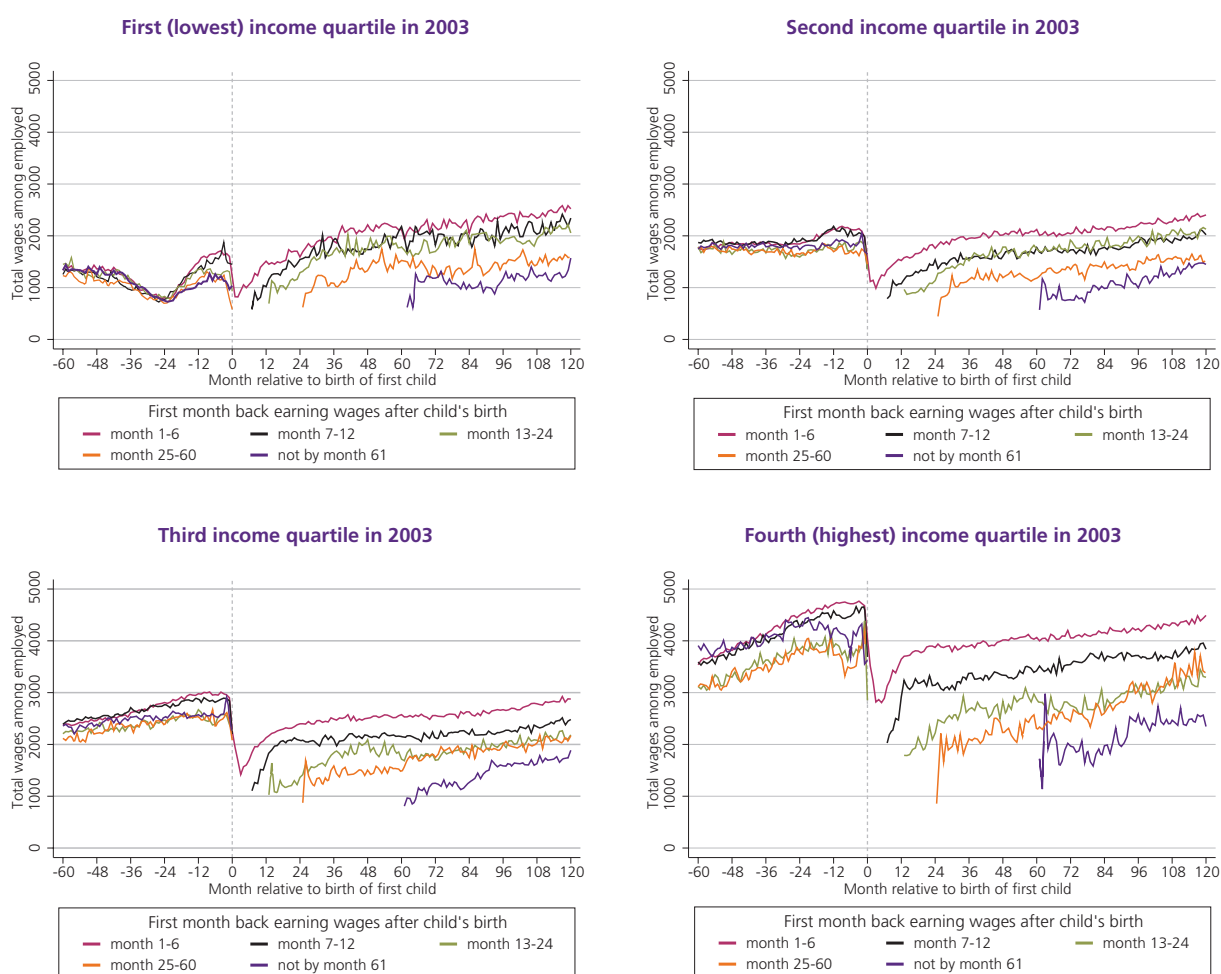 First (lowest) income quartile in 2003
Total wages among employed
5000
4000
3000
2000
1000
0
-60 -48 -36 -24 -12 0 12 24 36 48 60 72 84 96 108 120
Month relative to birth of first child
First month back earning wages after child's birth
month 1-6 month 7-12 month 13-24
month 25-60 not by month 61
Second income quartile in 2003
Total wages among employed
5000
4000
3000
2000
1000
0
-60 -48 -36 -24 -12 0 12 24 36 48 60 72 84 96 108 120
Month relative to birth of first child
First month back earning wages after child's birth
month 1-6 month 7-12 month 13-24
month 25-60 not by month 61
Third income quartile in 2003
Total wages among employed
5000
4000
3000
2000
1000
0
-60 -48 -36 -24 -12 0 12 24 36 48 60 72 84 96 108 120
Month relative to birth of first child
First month back earning wages after child's birth
month 1-6 month 7-12 month 13-24
month 25-60 not by month 61
Fourth (highest) income quartile in 2003
Total wages among employed
5000
4000
3000
2000
1000
0
-60 -48 -36 -24 -12 0 12 24 36 48 60 72 84 96 108 120
Month relative to birth of first child
First month back earning wages after child's birth
month 1-6 month 7-12 month 13-24
month 25-60 not by month 61